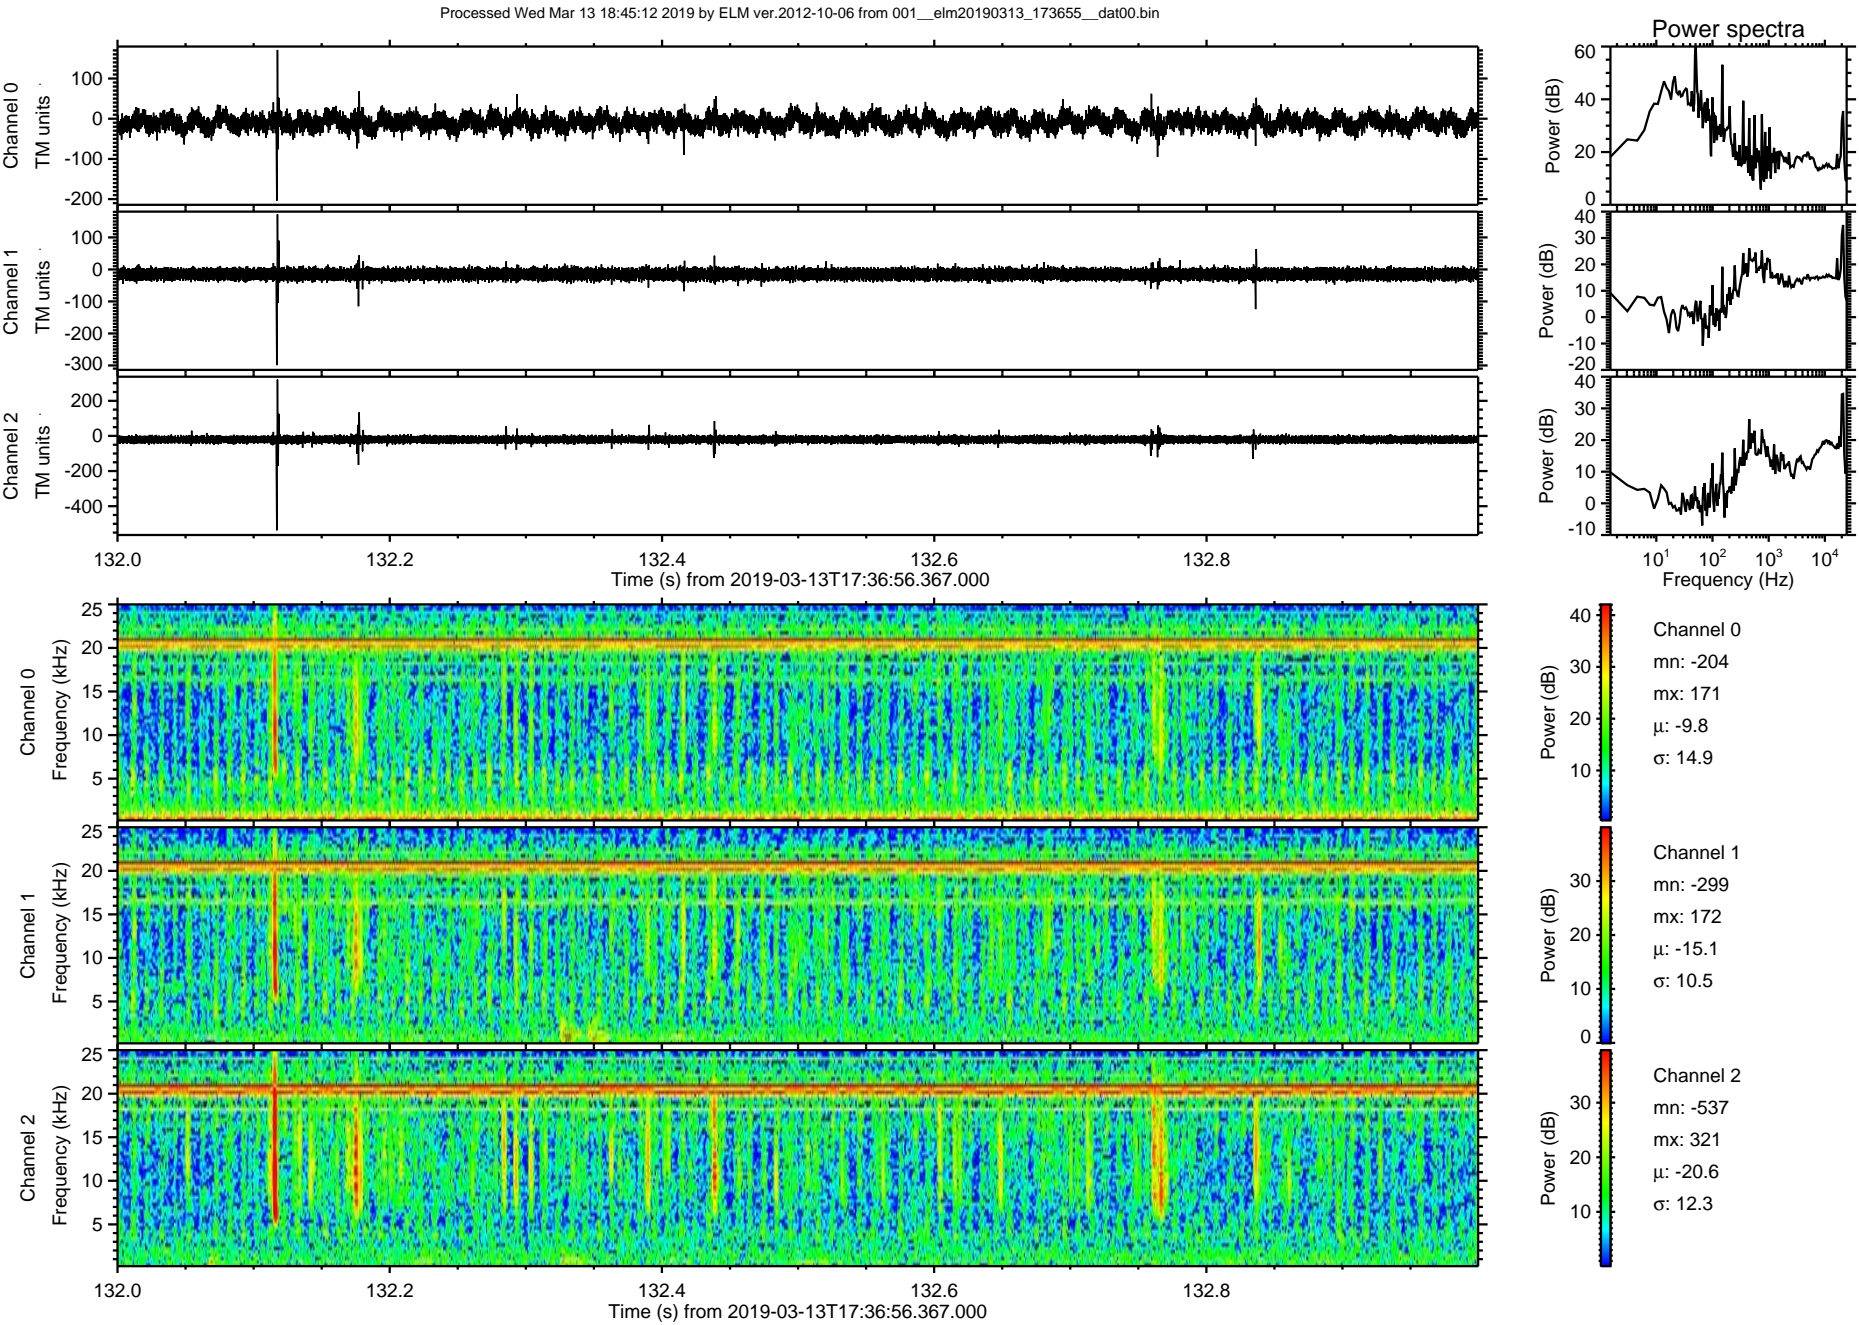 Processed Wed Mar 13 18:45:12 2019 by ELM ver.2012-10-06 from 001__elm20190313_173655__dat00.bin
Power spectra
Channel 0
TM units
100
0
-100
-200
Power (dB)
60
40
20
0
Channel 1
TM units
100
0
-100
-200
-300
Power (dB)
40
30
20
10
0
-10
-20
Channel 2
TM units
200
0
-200
-400
Power (dB)
40
30
20
10
0
-10
132.0 132.2 132.4 132.6 132.8
Time (s) from 2019-03-13T17:36:56.367.000
10¹ 10² 10³ 10⁴
Frequency (Hz)
Channel 0
Frequency (kHz)
25
20
15
10
5
Power (dB)
40
30
20
10
Channel 0
mn: -204
mx: 171
μ: -9.8
σ: 14.9
Channel 1
Frequency (kHz)
25
20
15
10
5
Power (dB)
30
20
10
0
Channel 1
mn: -299
mx: 172
μ: -15.1
σ: 10.5
Channel 2
Frequency (kHz)
25
20
15
10
5
Power (dB)
30
20
10
Channel 2
mn: -537
mx: 321
μ: -20.6
σ: 12.3
132.0 132.2 132.4 132.6 132.8
Time (s) from 2019-03-13T17:36:56.367.000